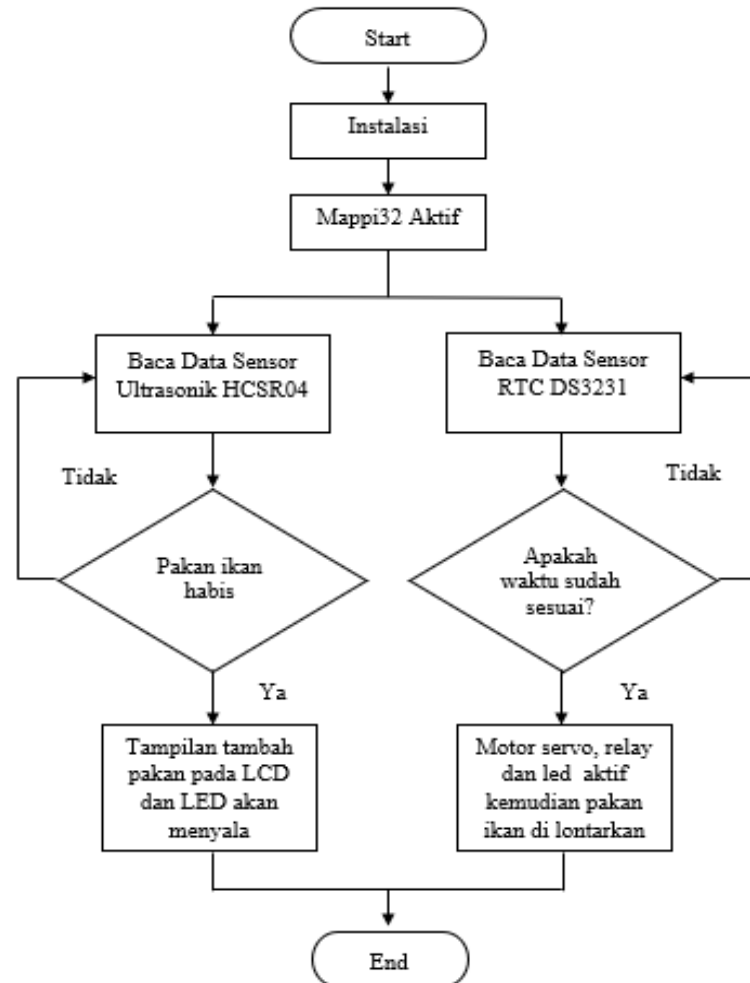 Start
Instalasi
Mappi32 Aktif
Baca Data Sensor
Ultrasonik HCSR04
Baca Data Sensor
RTC DS3231
Tidak
Tidak
Pakan ikan
habis
Apakah
waktu sudah
sesuai?
Ya
Ya
Tampilan tambah
pakan pada LCD
dan LED akan
menyala
Motor servo, relay
dan led aktif
kemudian pakan
ikan di lontarkan
End